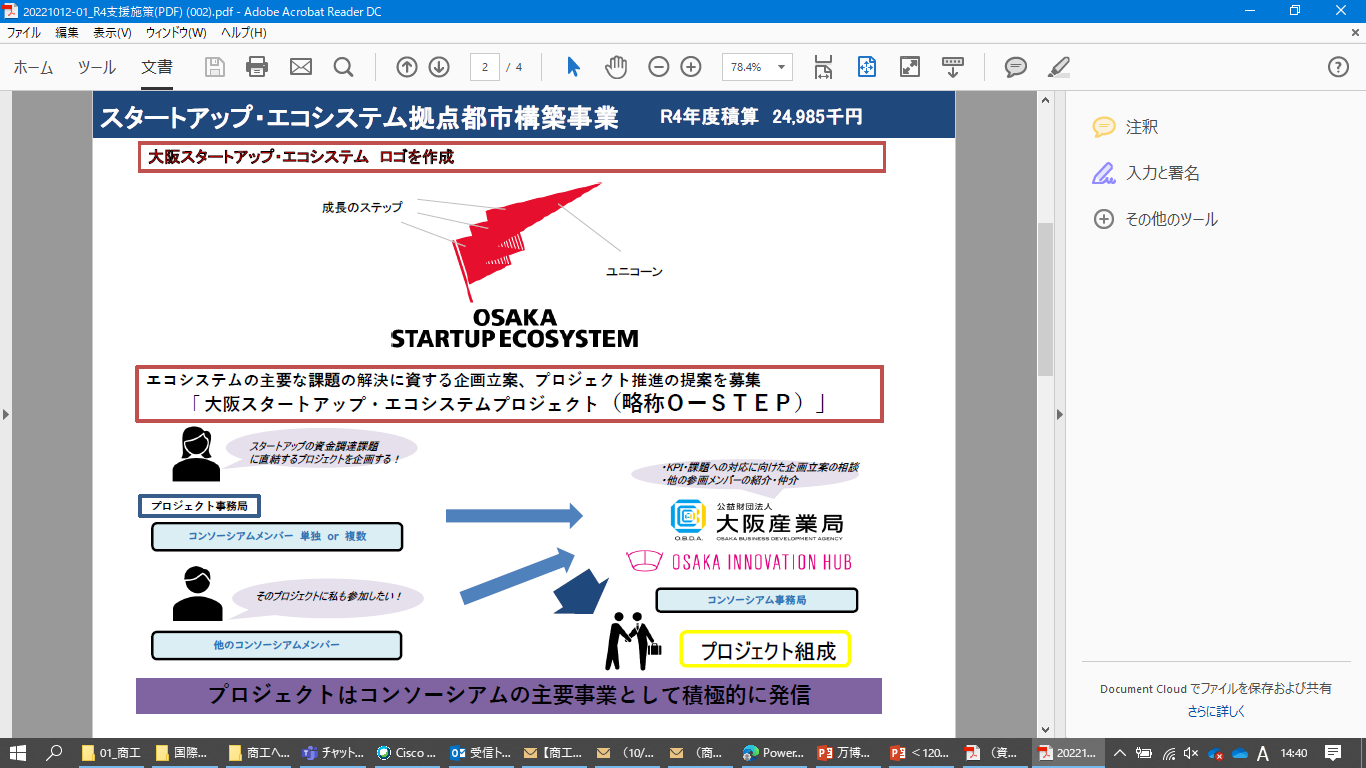 20221012-01_R4支援施策(PDF) (002).pdf - Adobe Acrobat Reader DC
ファイル 編集 表示(V) ウィンドウ(W) ヘルプ(H)
ホーム ツール 文書 2 / 4 78.4%
スタートアップ・エコシステム拠点都市構築事業 R4年度積算 24,985千円
大阪スタートアップ・エコシステム ロゴを作成
成長のステップ
ユニコーン
OSAKA
STARTUP ECOSYSTEM
エコシステムの主要な課題の解決に資する企画立案、プロジェクト推進の提案を募集
「大阪スタートアップ・エコシステムプロジェクト（略称O－STEP）」
スタートアップの資金調達課題
に直結するプロジェクトを企画する！
プロジェクト事務局
コンソーシアムメンバー 単独 or 複数
そのプロジェクトに私も参加したい！
他のコンソーシアムメンバー
・KPI・課題への対応に向けた企画立案の相談
・他の参画メンバーの紹介・仲介
公益財団法人
大阪産業局
O.B.D.A. OSAKA BUSINESS DEVELOPMENT AGENCY
OSAKA INNOVATION HUB
コンソーシアム事務局
プロジェクト組成
プロジェクトはコンソーシアムの主要事業として積極的に発信
注釈
入力と署名
その他のツール
Document Cloud でファイルを保存および共有
さらに詳しく
01_商工 国際... 商工へ... チャット... Cisco ... 受信ト... 【商工... （10/... （商... Power... 万博... ＜120... （資... 202210... A 14:40